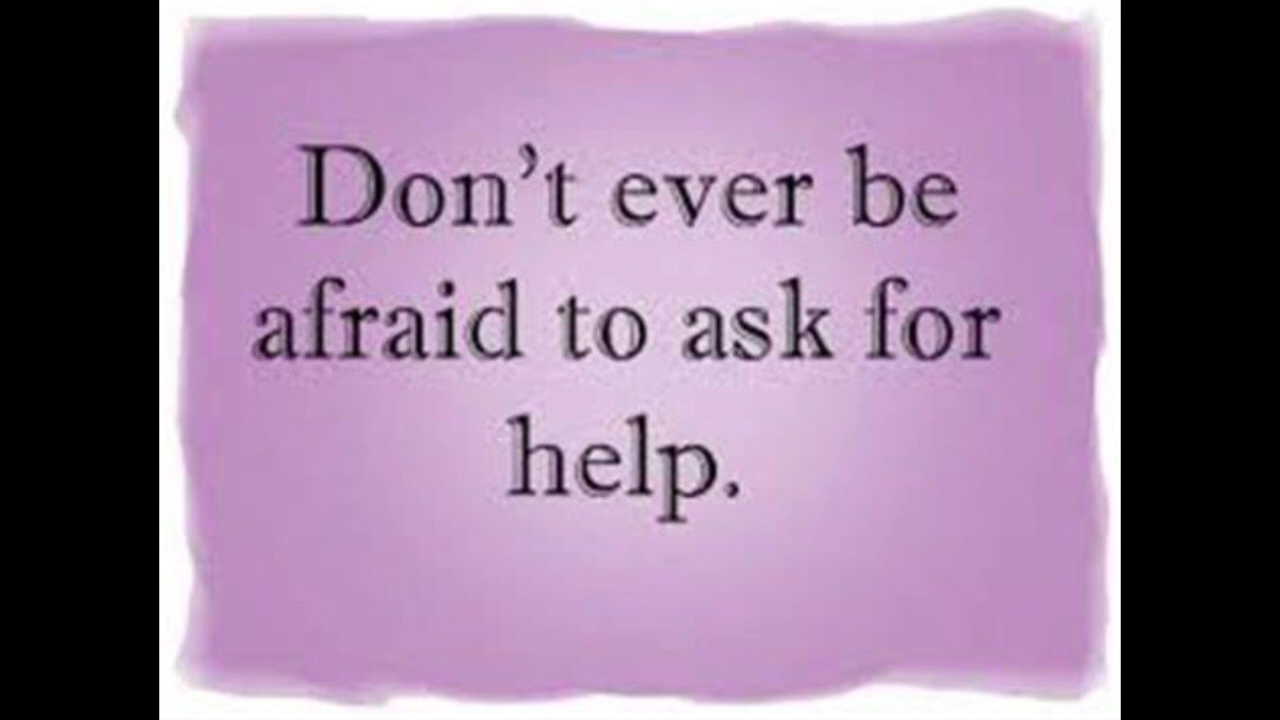 Don’t ever be
afraid to ask for
help.